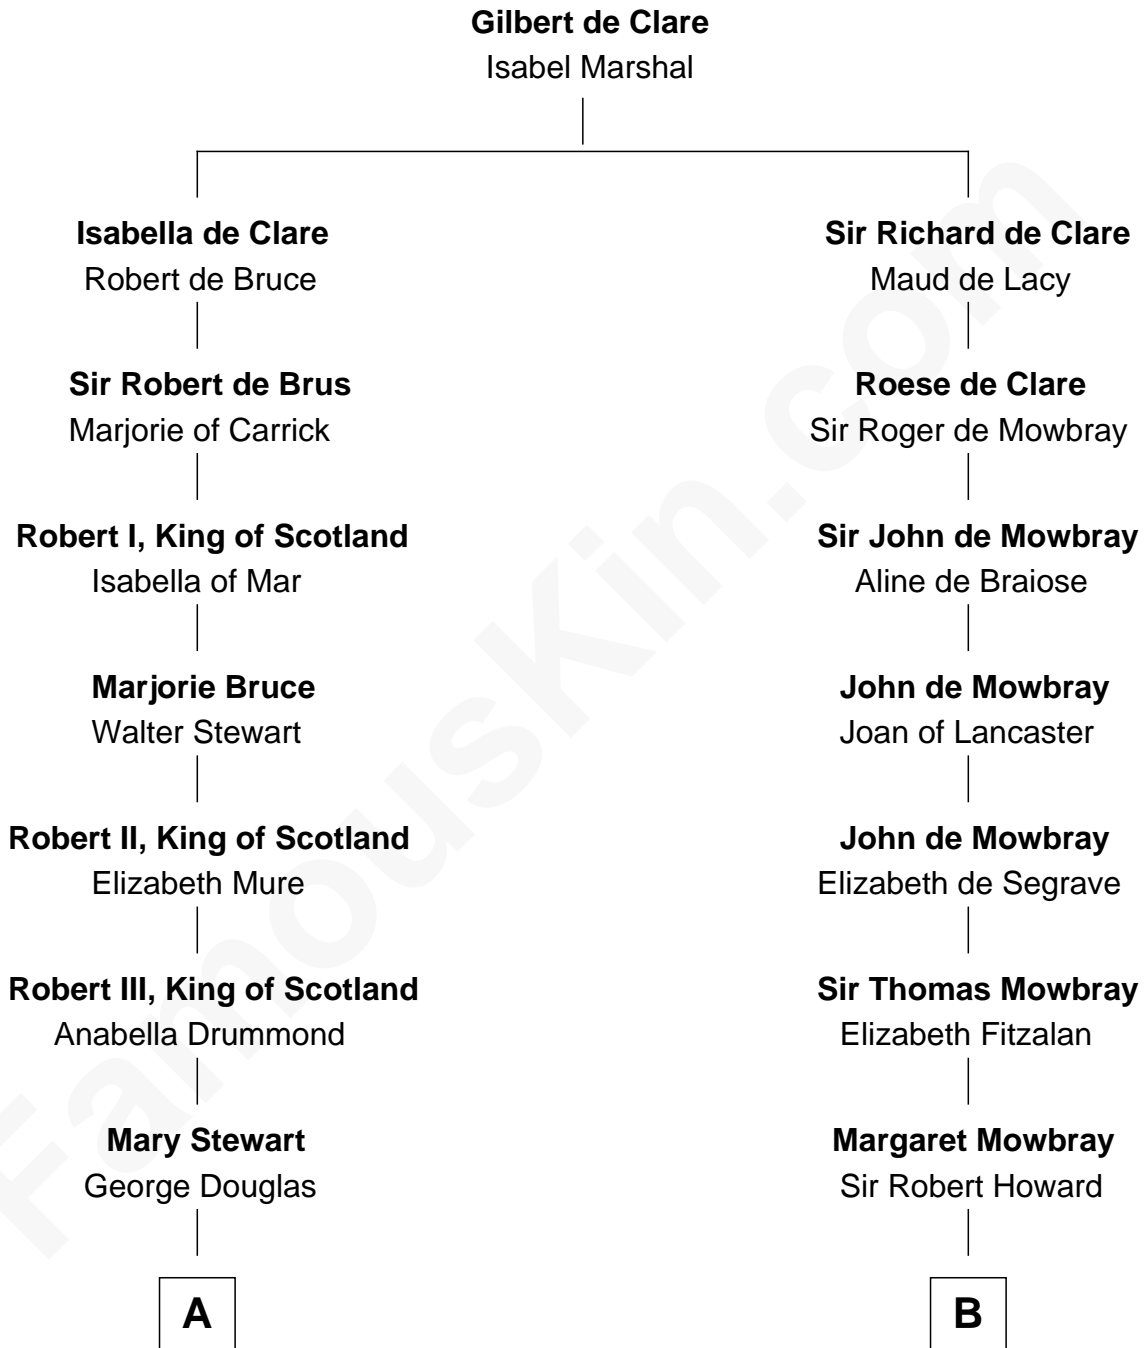 Gilbert de Clare
Isabel Marshal
Isabella de Clare
Robert de Bruce
Sir Richard de Clare
Maud de Lacy
Sir Robert de Brus
Marjorie of Carrick
Roese de Clare
Sir Roger de Mowbray
Robert I, King of Scotland
Isabella of Mar
Sir John de Mowbray
Aline de Braiose
Marjorie Bruce
Walter Stewart
John de Mowbray
Joan of Lancaster
Robert II, King of Scotland
Elizabeth Mure
John de Mowbray
Elizabeth de Segrave
Robert III, King of Scotland
Anabella Drummond
Sir Thomas Mowbray
Elizabeth Fitzalan
Mary Stewart
George Douglas
Margaret Mowbray
Sir Robert Howard
A
B
FamousKin.com